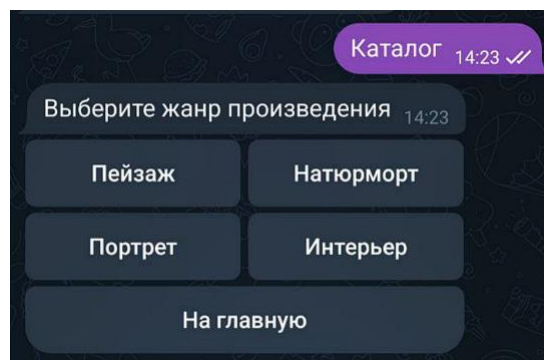 Каталог 14:23
Выберите жанр произведения 14:23
Пейзаж Натюрморт
Портрет Интерьер
На главную